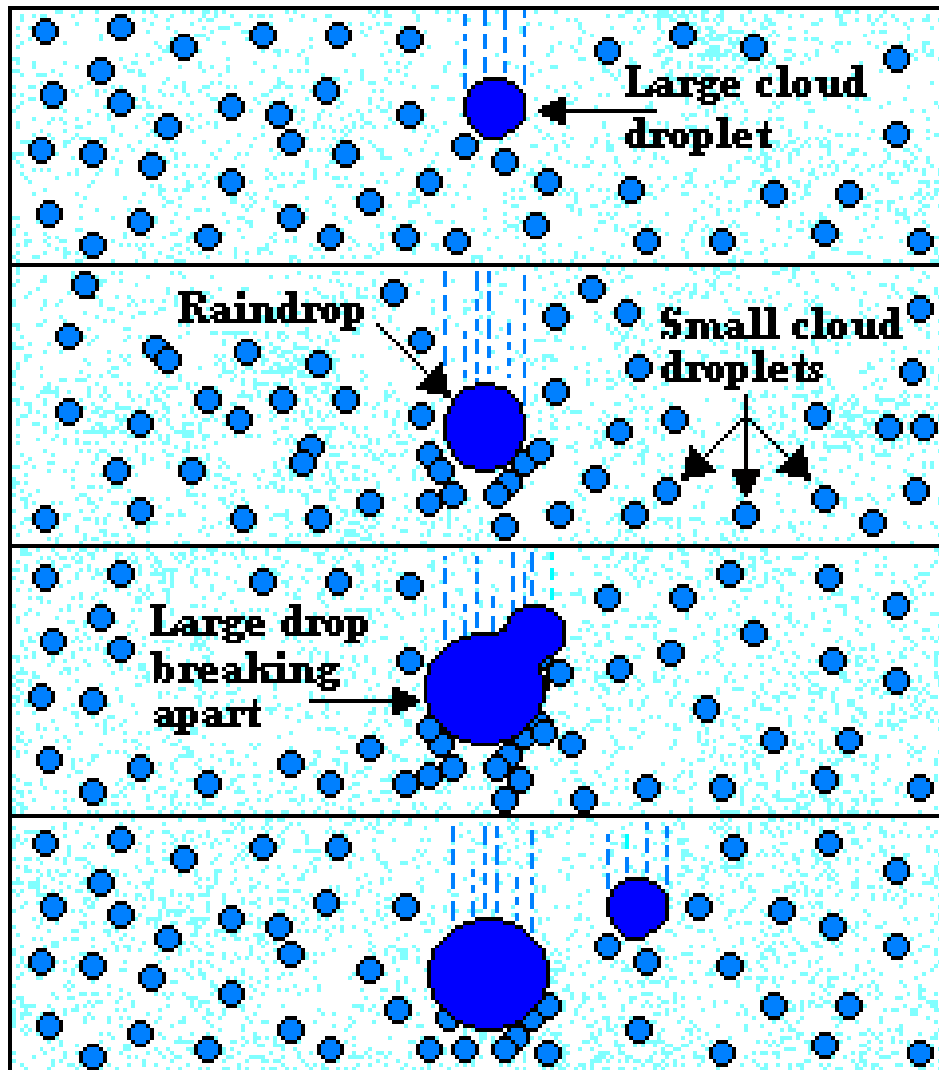 Large cloud
droplet
Raindrop
Small cloud
droplets
Large drop
breaking
apart